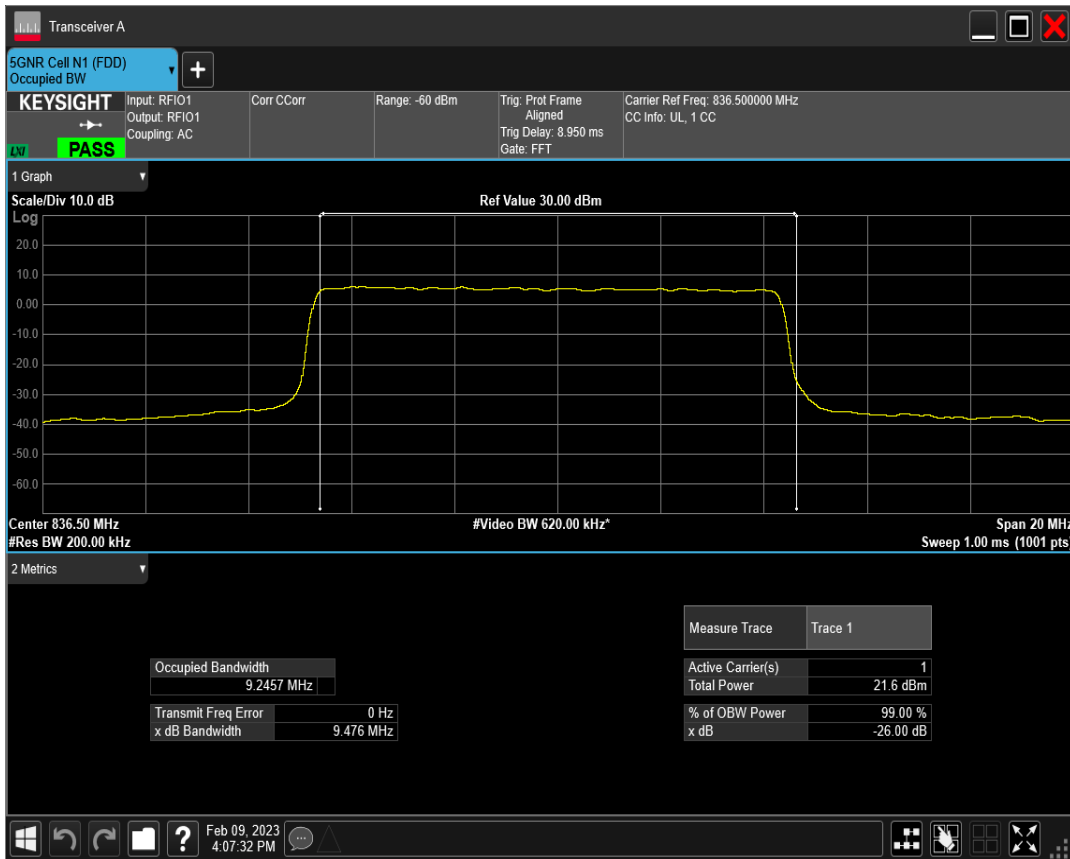 Transceiver A
5GNR Cell N1 (FDD)
Occupied BW
KEYSIGHT
LXI
PASS
Input: RFIO1
Output: RFIO1
Coupling: AC
Corr CCorr
Range: -60 dBm
Trig: Prot Frame
Aligned
Trig Delay: 8.950 ms
Gate: FFT
Carrier Ref Freq: 836.500000 MHz
CC Info: UL, 1 CC
1 Graph
Scale/Div 10.0 dB
Ref Value 30.00 dBm
Log
20.0
10.0
0.00
-10.0
-20.0
-30.0
-40.0
-50.0
-60.0
Center 836.50 MHz
#Video BW 620.00 kHz*
Span 20 MHz
#Res BW 200.00 kHz
Sweep 1.00 ms (1001 pts)
2 Metrics
Measure Trace Trace 1
Occupied Bandwidth
9.2457 MHz
Active Carrier(s) 1
Total Power 21.6 dBm
Transmit Freq Error 0 Hz
x dB Bandwidth 9.476 MHz
% of OBW Power 99.00 %
x dB -26.00 dB
?
Feb 09, 2023
4:07:32 PM